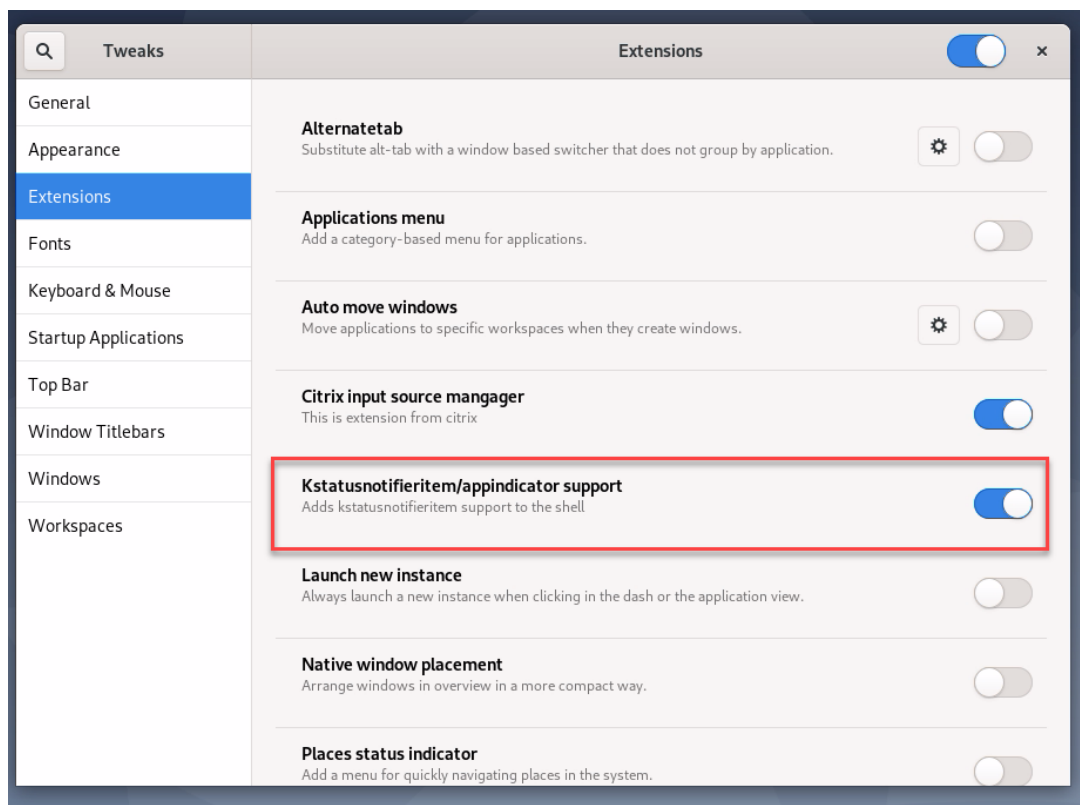 Tweaks
Extensions
General
Appearance
Extensions
Fonts
Keyboard & Mouse
Startup Applications
Top Bar
Window Titlebars
Windows
Workspaces
Alternatetab
Substitute alt-tab with a window based switcher that does not group by application.
Applications menu
Add a category-based menu for applications.
Auto move windows
Move applications to specific workspaces when they create windows.
Citrix input source mangager
This is extension from citrix
Kstatusnotifieritem/appindicator support
Adds kstatusnotifieritem support to the shell
Launch new instance
Always launch a new instance when clicking in the dash or the application view.
Native window placement
Arrange windows in overview in a more compact way.
Places status indicator
Add a menu for quickly navigating places in the system.